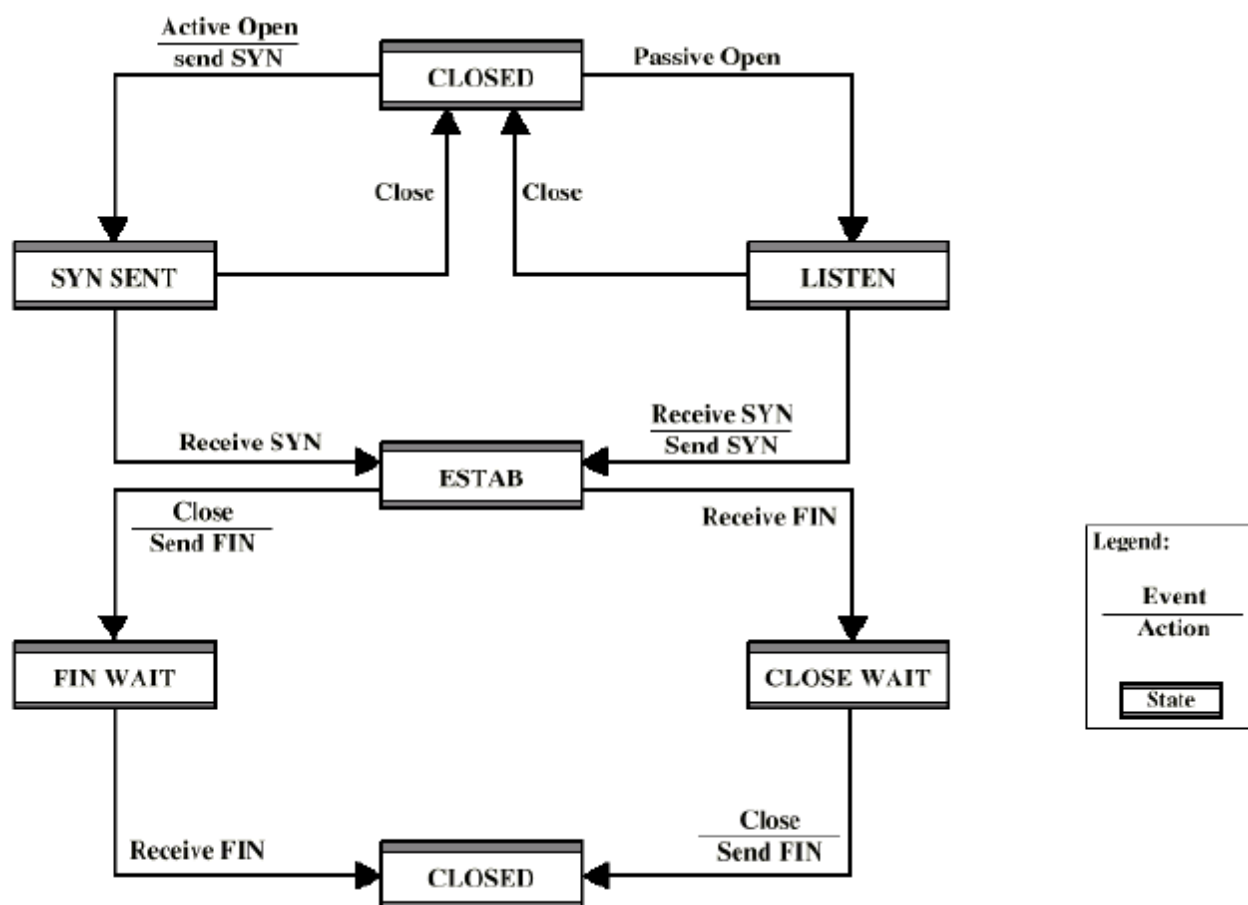 Active Open
send SYN
CLOSED
Passive Open
Close
Close
SYN SENT
LISTEN
Receive SYN
Receive SYN
Send SYN
ESTAB
Close
Send FIN
Receive FIN
Legend:
Event
Action
State
FIN WAIT
CLOSE WAIT
Receive FIN
Close
Send FIN
CLOSED